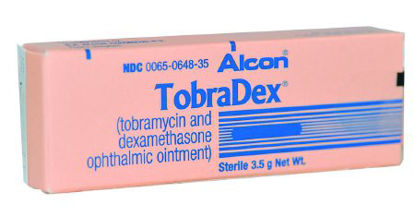 NDC 0065-0648-35 Alcon®
TobraDex®
(tobramycin and
dexamethasone
ophthalmic ointment)
Sterile 3.5 g Net Wt.